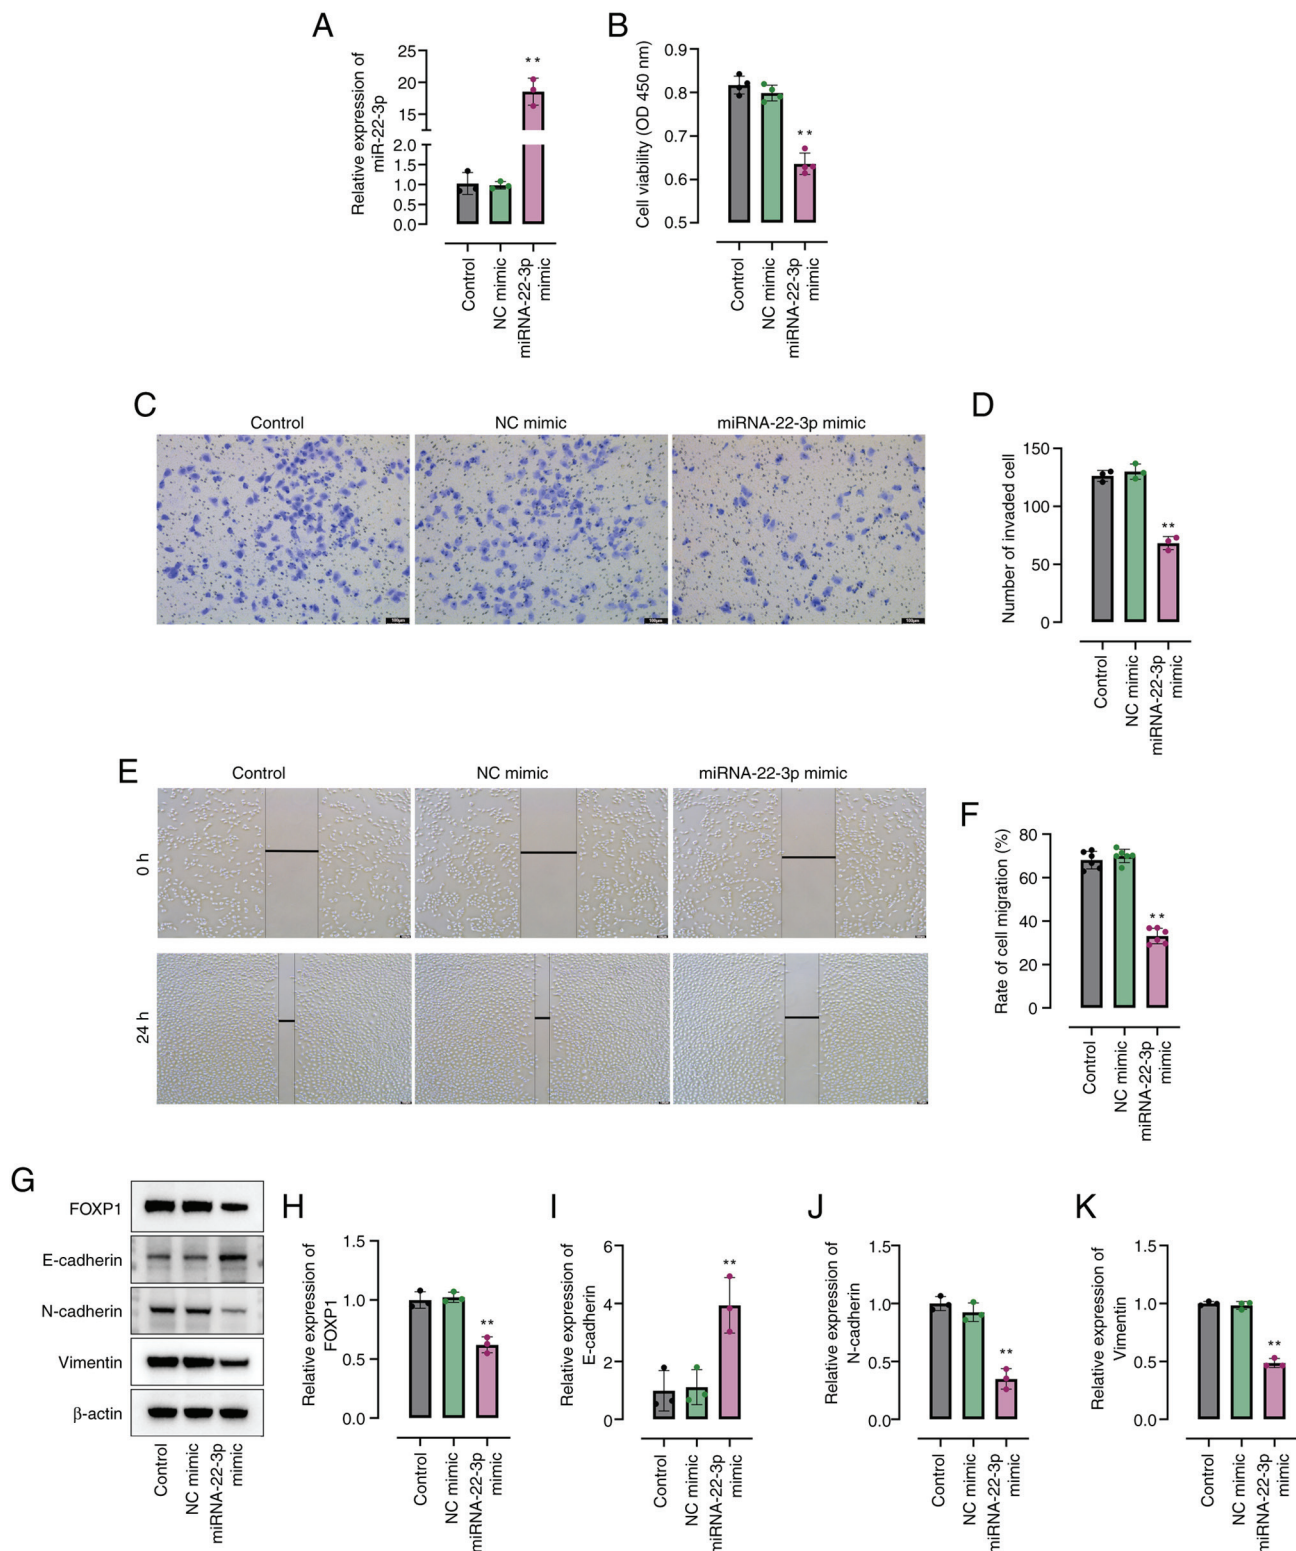 A
Relative expression of
miR-22-3p
25
20
15
2.0
1.5
1.0
0.5
0.0
**
Control
NC mimic
miRNA-22-3p
mimic
B
Cell viability (OD 450 nm)
0.9
0.8
0.7
0.6
0.5
**
Control
NC mimic
miRNA-22-3p
mimic
C
Control
NC mimic
miRNA-22-3p mimic
100μm
100μm
100μm
D
Number of invaded cell
150
100
50
0
**
Control
NC mimic
miRNA-22-3p
mimic
E
Control
NC mimic
miRNA-22-3p mimic
0 h
24 h
F
Rate of cell migration (%)
80
60
40
20
0
**
Control
NC mimic
miRNA-22-3p
mimic
G
FOXP1
E-cadherin
N-cadherin
Vimentin
β-actin
Control
NC mimic
miRNA-22-3p
mimic
H
Relative expression of
FOXP1
1.5
1.0
0.5
0.0
**
Control
NC mimic
miRNA-22-3p
mimic
I
Relative expression of
E-cadherin
6
4
2
0
**
Control
NC mimic
miRNA-22-3p
mimic
J
Relative expression of
N-cadherin
1.5
1.0
0.5
0.0
**
Control
NC mimic
miRNA-22-3p
mimic
K
Relative expression of
Vimentin
1.5
1.0
0.5
0.0
**
Control
NC mimic
miRNA-22-3p
mimic